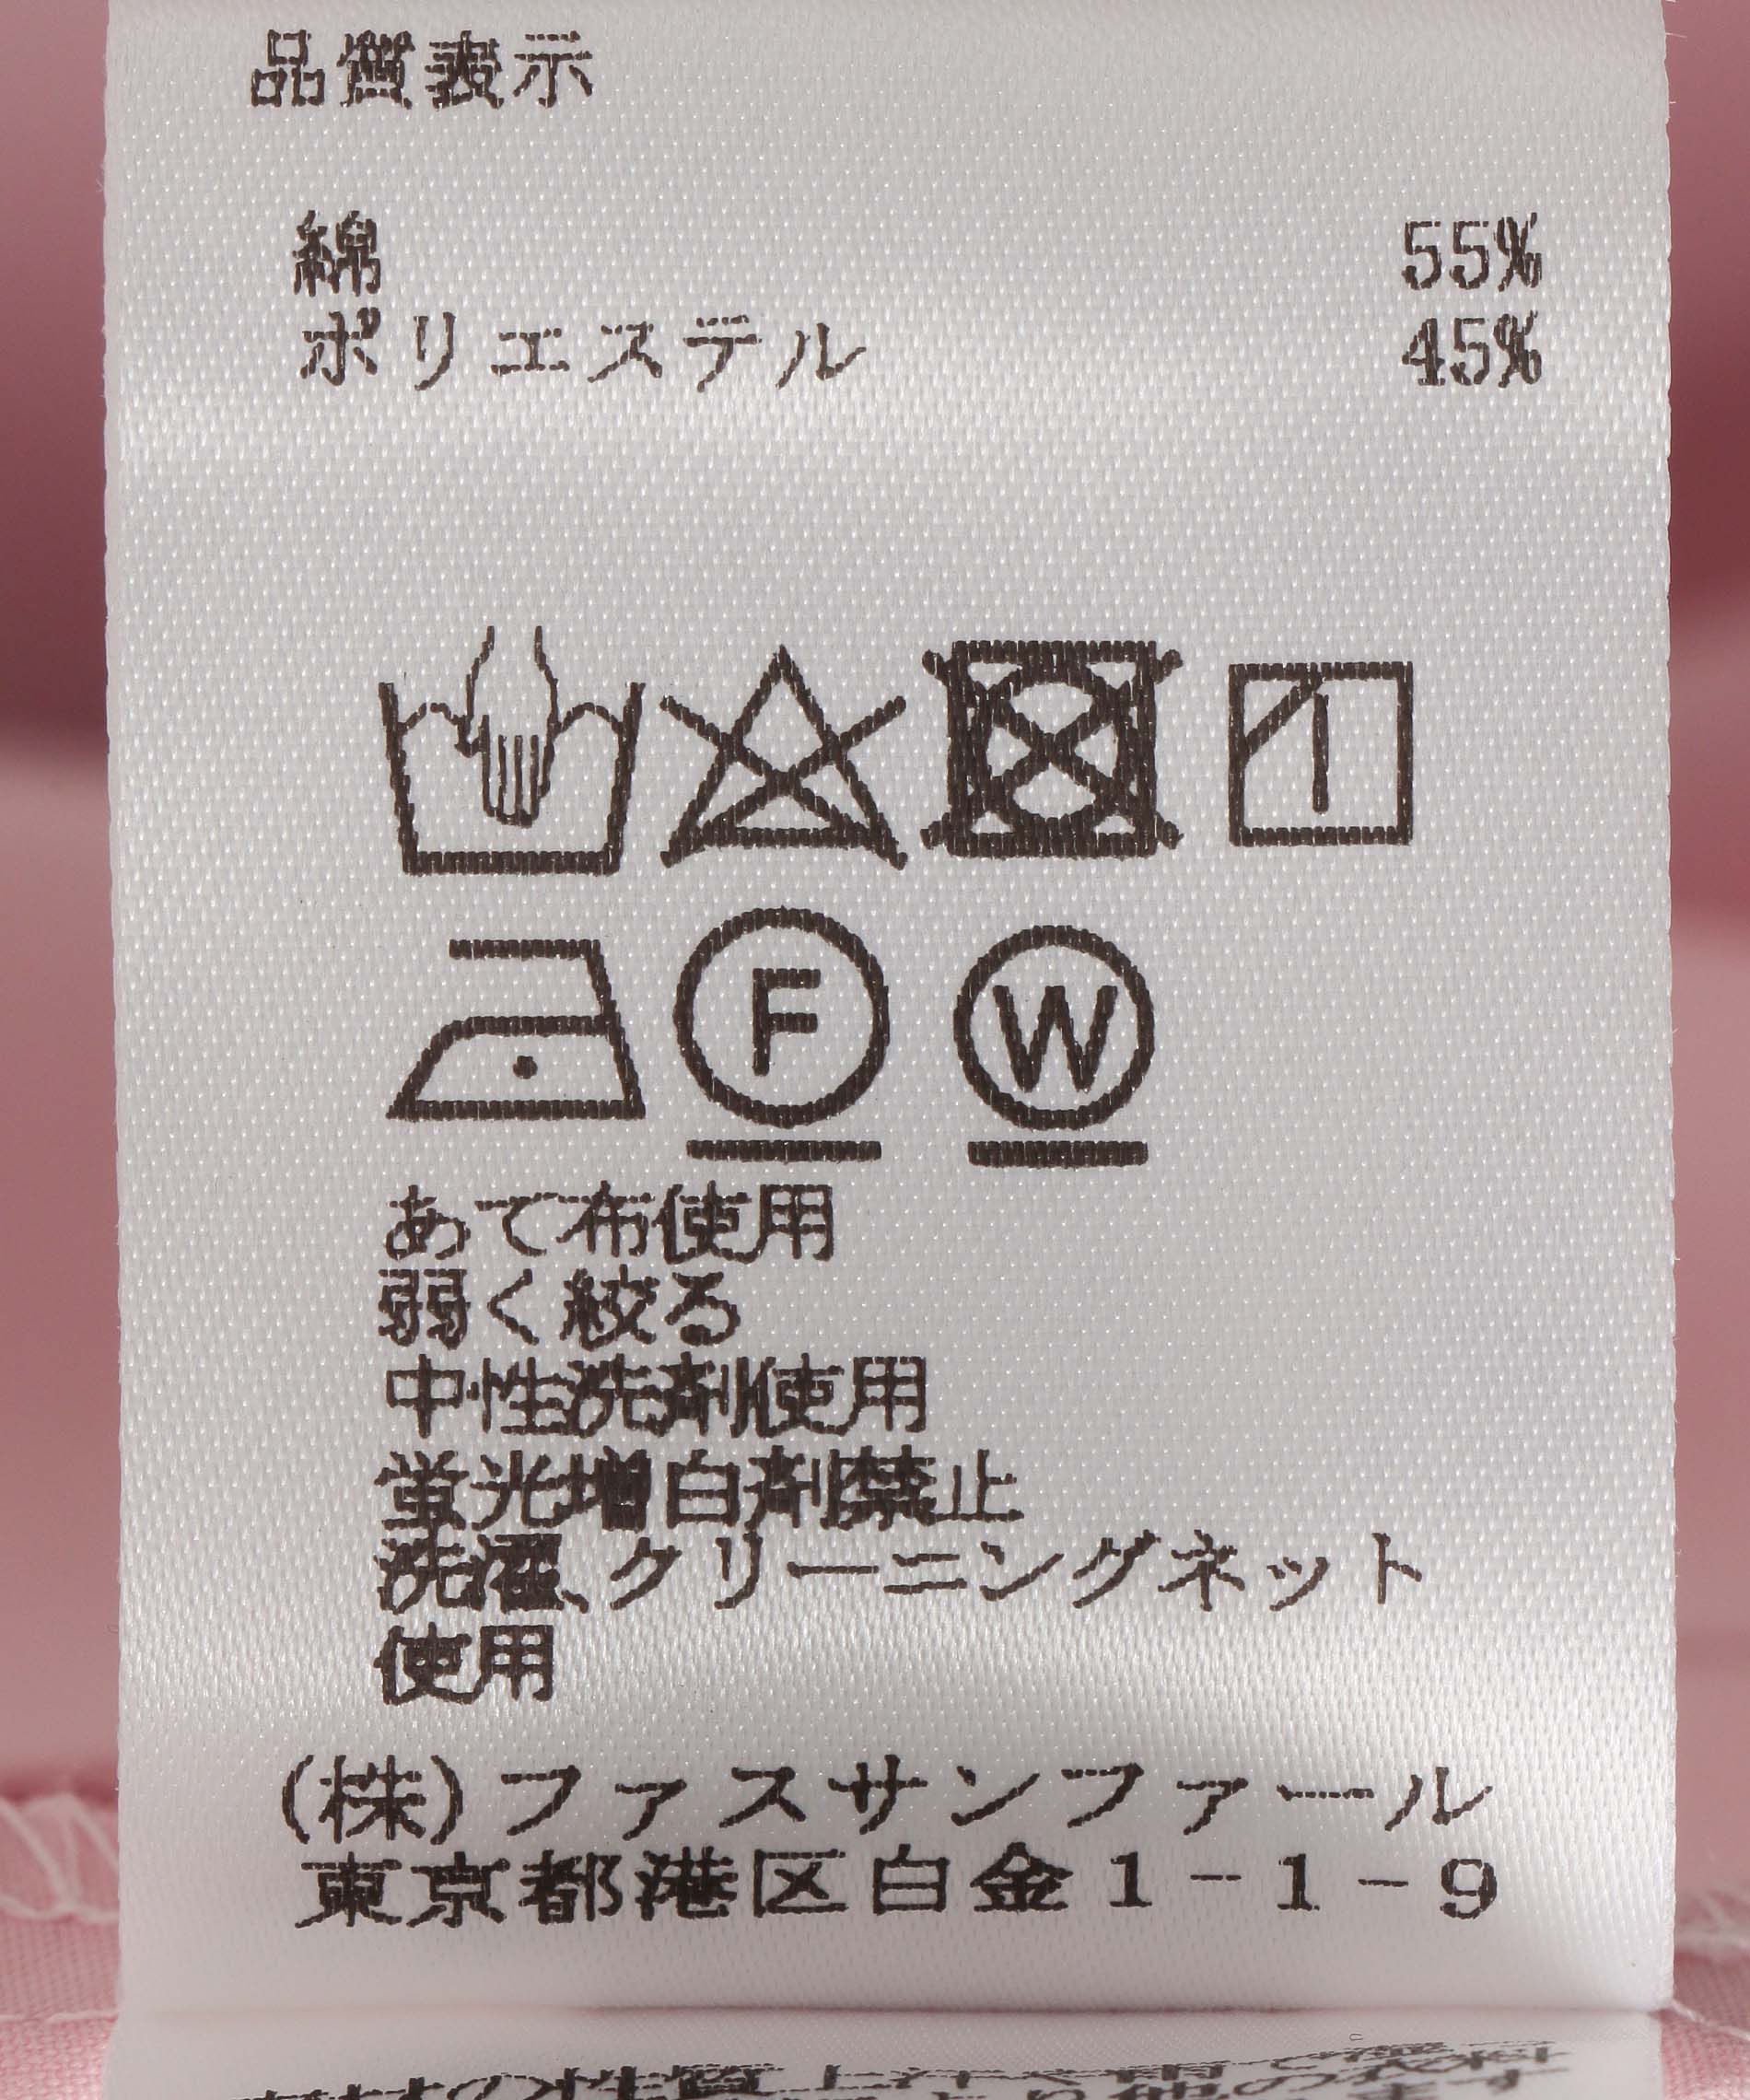 品質表示
綿 55%
ポリエステル 45%
F W
あて布使用
弱く絞る
中性洗剤使用
蛍光増白剤禁止
洗濯、クリーニングネット
使用
(株)ファスサンファール
東京都港区白金1-1-9